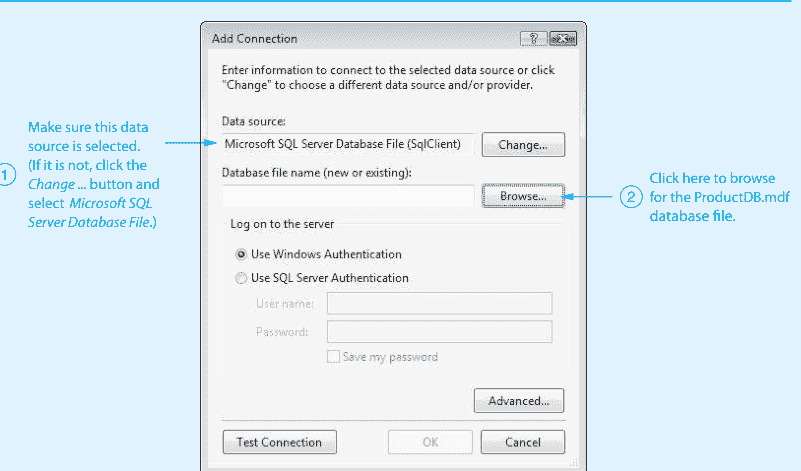 Add Connection
Enter information to connect to the selected data source or click
"Change" to choose a different data source and/or provider.
Data source:
Microsoft SQL Server Database File (SqlClient)
Change...
Database file name (new or existing):
Browse...
Log on to the server
Use Windows Authentication
Use SQL Server Authentication
User name:
Password:
Save my password
Advanced...
Test Connection
OK
Cancel
1
Make sure this data
source is selected.
(If it is not, click the
Change ... button and
select Microsoft SQL
Server Database File.)
2
Click here to browse
for the ProductDB.mdf
database file.